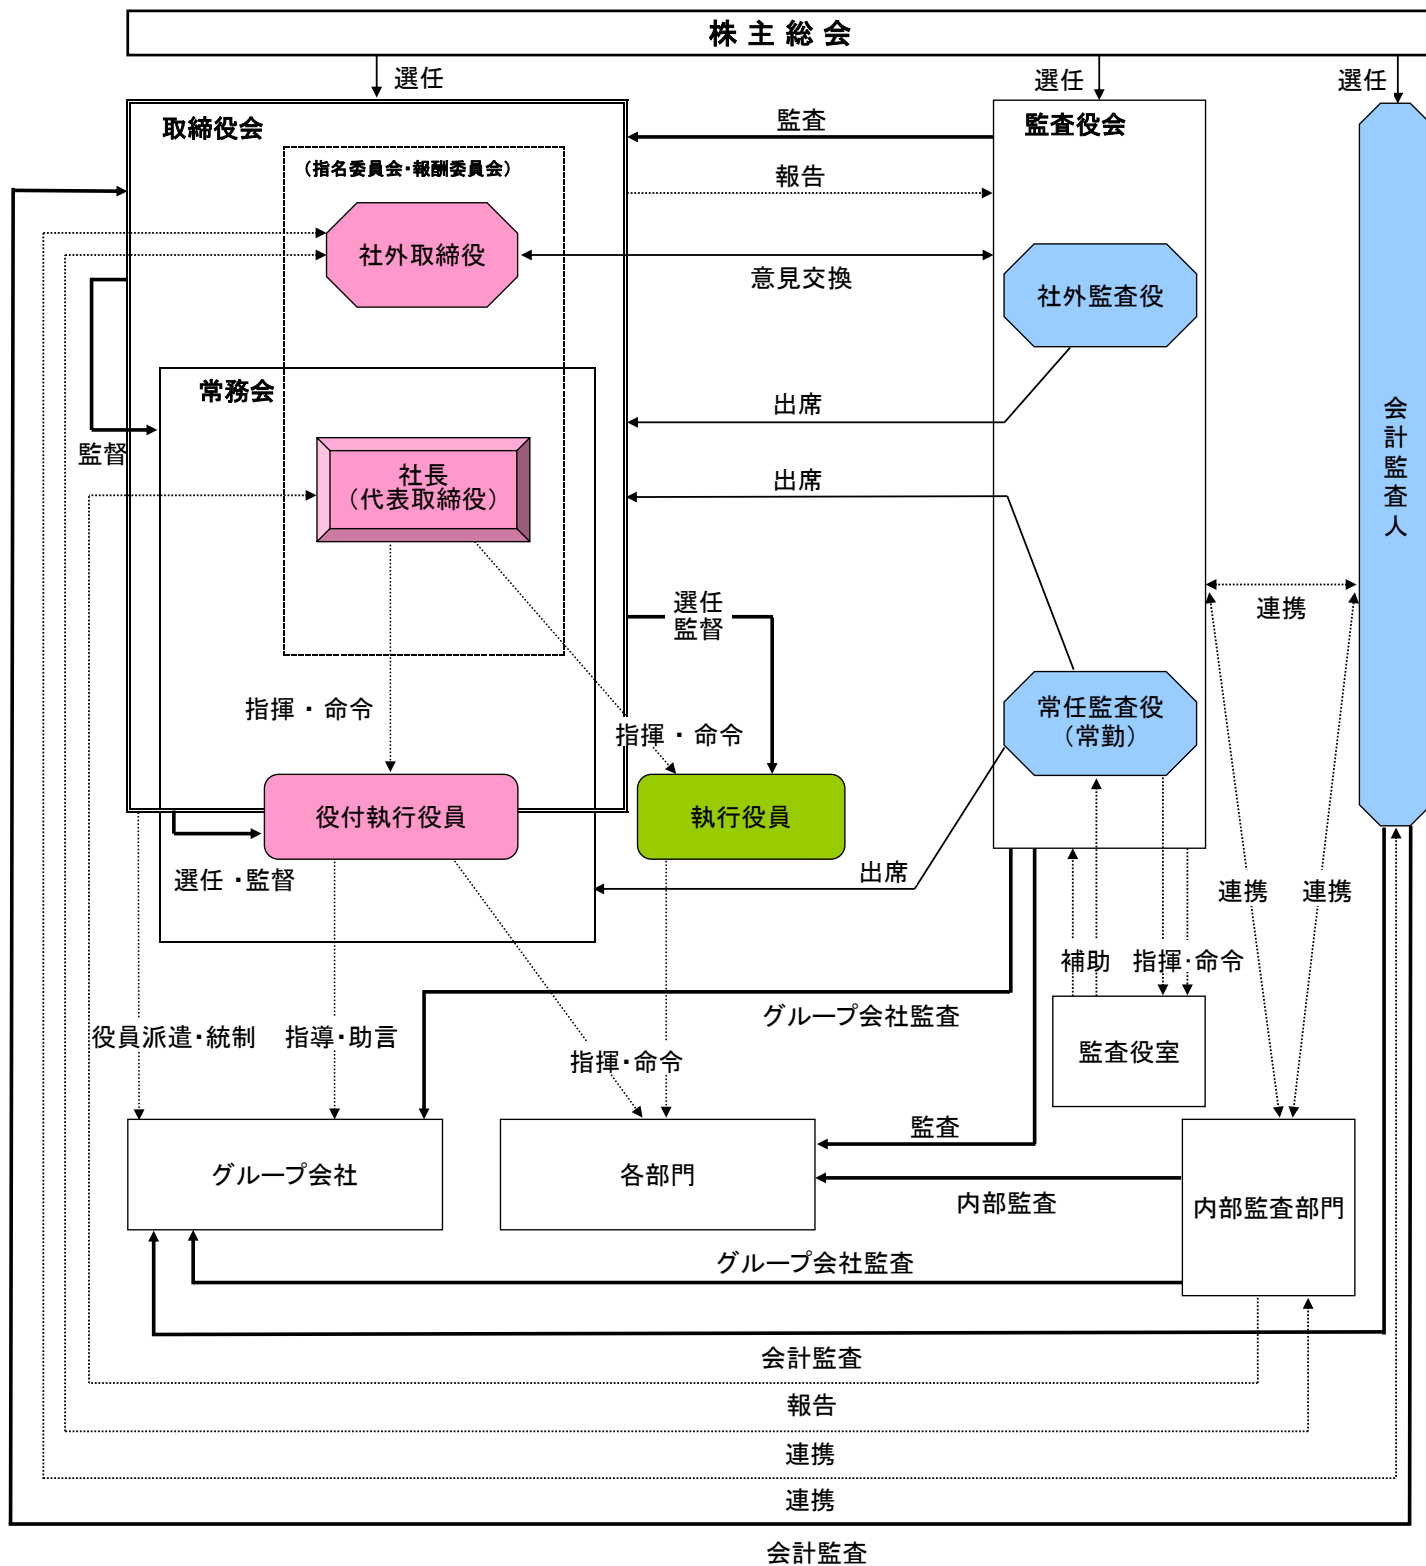 株主総会
選任
選任
選任
取締役会
監査役会
監査
(指名委員会・報酬委員会)
報告
社外取締役
意見交換
社外監査役
常務会
出席
会計監査人
監督
社長
(代表取締役)
出席
選任
監督
連携
指揮・命令
指揮・命令
常任監査役
(常勤)
役付執行役員
執行役員
選任・監督
出席
連携
連携
補助
指揮・命令
グループ会社監査
役員派遣・統制
指導・助言
指揮・命令
監査役室
監査
グループ会社
各部門
内部監査
内部監査部門
グループ会社監査
会計監査
報告
連携
連携
会計監査